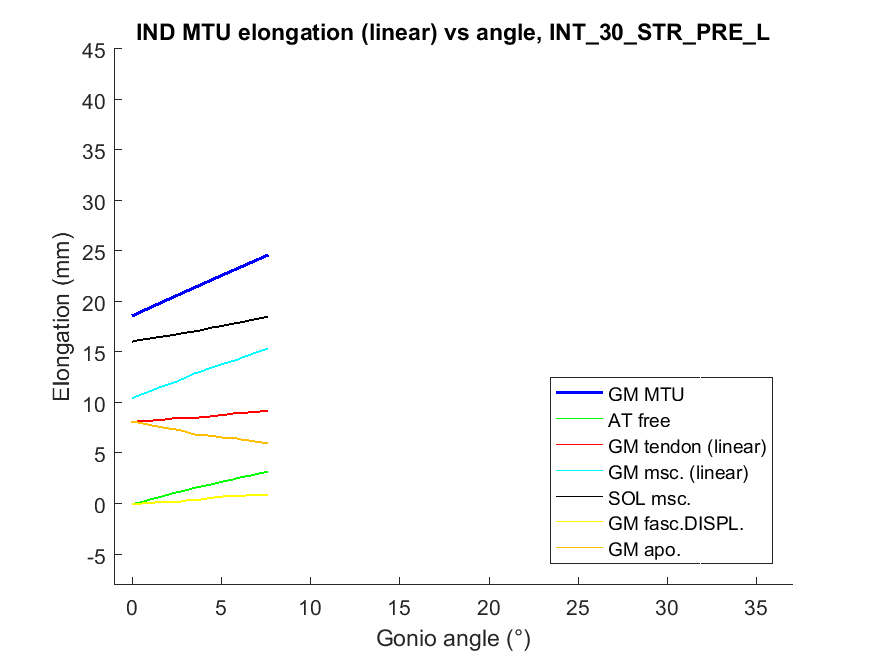 IND MTU elongation (linear) vs angle, INT_30_STR_PRE_L
45
40
35
30
25
20
15
10
5
0
-5
Elongation (mm)
0 5 10 15 20 25 30 35
Gonio angle (°)
GM MTU
AT free
GM tendon (linear)
GM msc. (linear)
SOL msc.
GM fasc.DISPL.
GM apo.